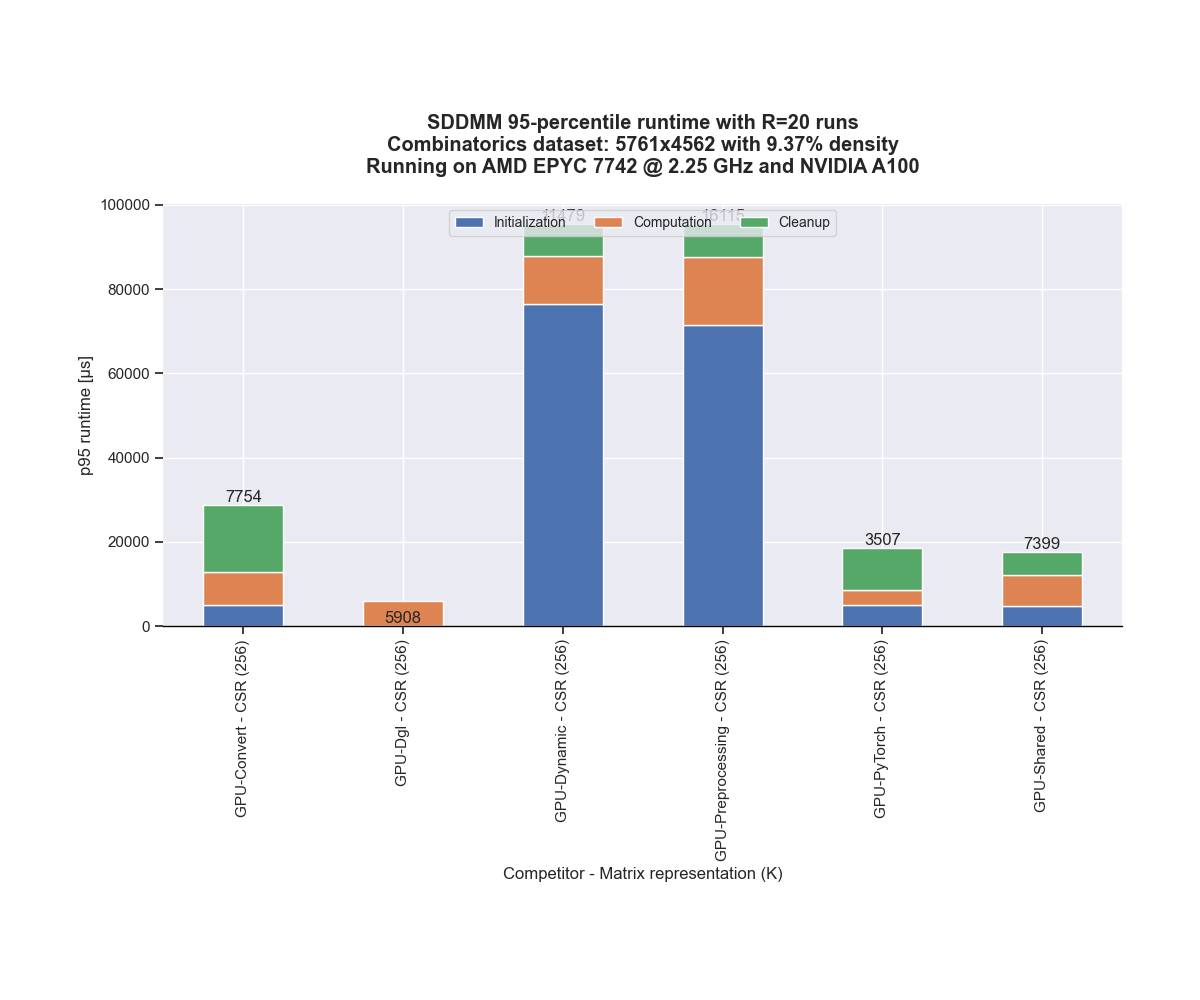 SDDMM 95-percentile runtime with R=20 runs
Combinatorics dataset: 5761x4562 with 9.37% density
Running on AMD EPYC 7742 @ 2.25 GHz and NVIDIA A100
100000
80000
60000
40000
20000
0
p95 runtime [µs]
11479
16115
Initialization
Computation
Cleanup
7754
5908
3507
7399
GPU-Convert - CSR (256)
GPU-Dgl - CSR (256)
GPU-Dynamic - CSR (256)
GPU-Preprocessing - CSR (256)
GPU-PyTorch - CSR (256)
GPU-Shared - CSR (256)
Competitor - Matrix representation (K)